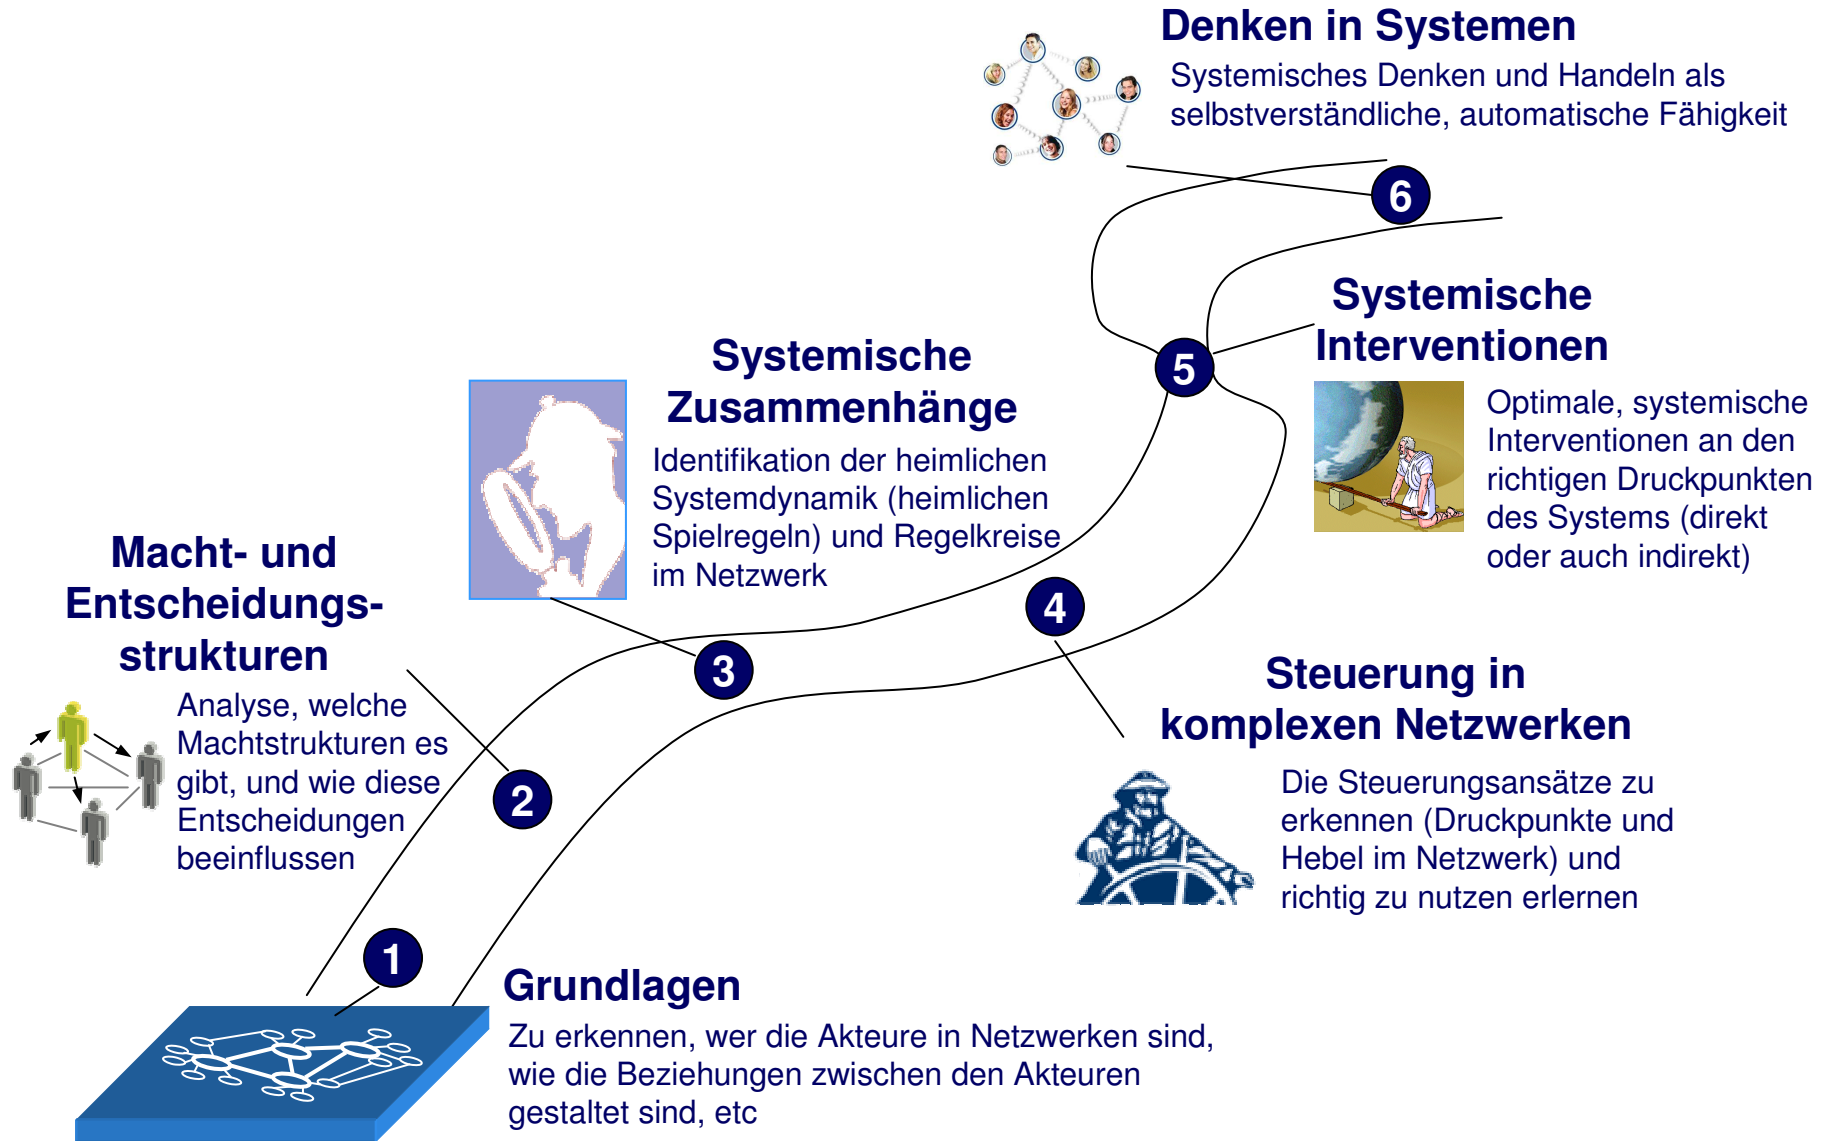 Denken in Systemen
Systemisches Denken und Handeln als
selbstverständliche, automatische Fähigkeit
6
Systemische
Interventionen
5
Optimale, systemische
Interventionen an den
richtigen Druckpunkten
des Systems (direkt
oder auch indirekt)
Systemische
Zusammenhänge
Identifikation der heimlichen
Systemdynamik (heimlichen
Spielregeln) und Regelkreise
im Netzwerk
3
4
Steuerung in
komplexen Netzwerken
Die Steuerungsansätze zu
erkennen (Druckpunkte und
Hebel im Netzwerk) und
richtig zu nutzen erlernen
Macht- und
Entscheidungs-
strukturen
Analyse, welche
Machtstrukturen es
gibt, und wie diese
Entscheidungen
beeinflussen
2
1
Grundlagen
Zu erkennen, wer die Akteure in Netzwerken sind,
wie die Beziehungen zwischen den Akteuren
gestaltet sind, etc